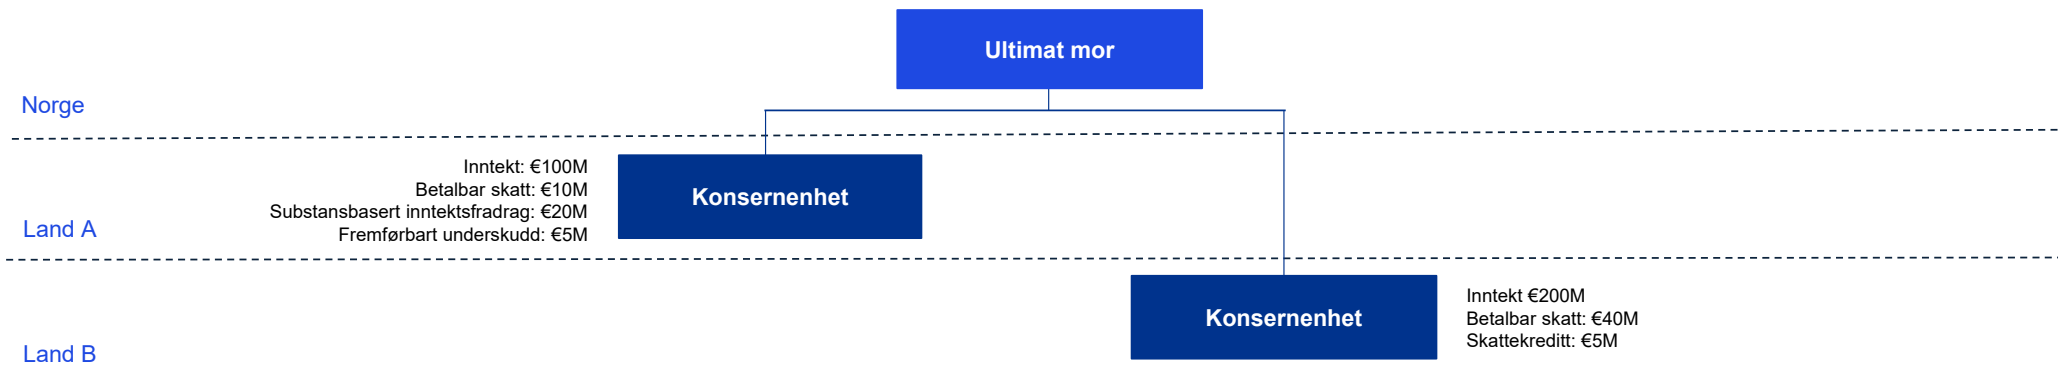 Ultimat mor
Norge
Inntekt: €100M
Betalbar skatt: €10M
Substansbasert inntektsfradrag: €20M
Fremførbart underskudd: €5M
Konsernenhet
Land A
Konsernenhet
Inntekt €200M
Betalbar skatt: €40M
Skattekreditt: €5M
Land B